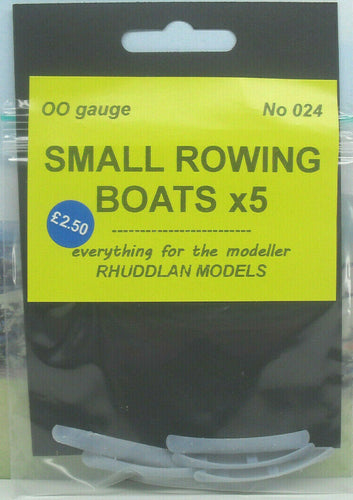 OO gauge No 024
SMALL ROWING
BOATS x5
£2.50
--------------------------
everything for the modeller
RHUDDLAN MODELS